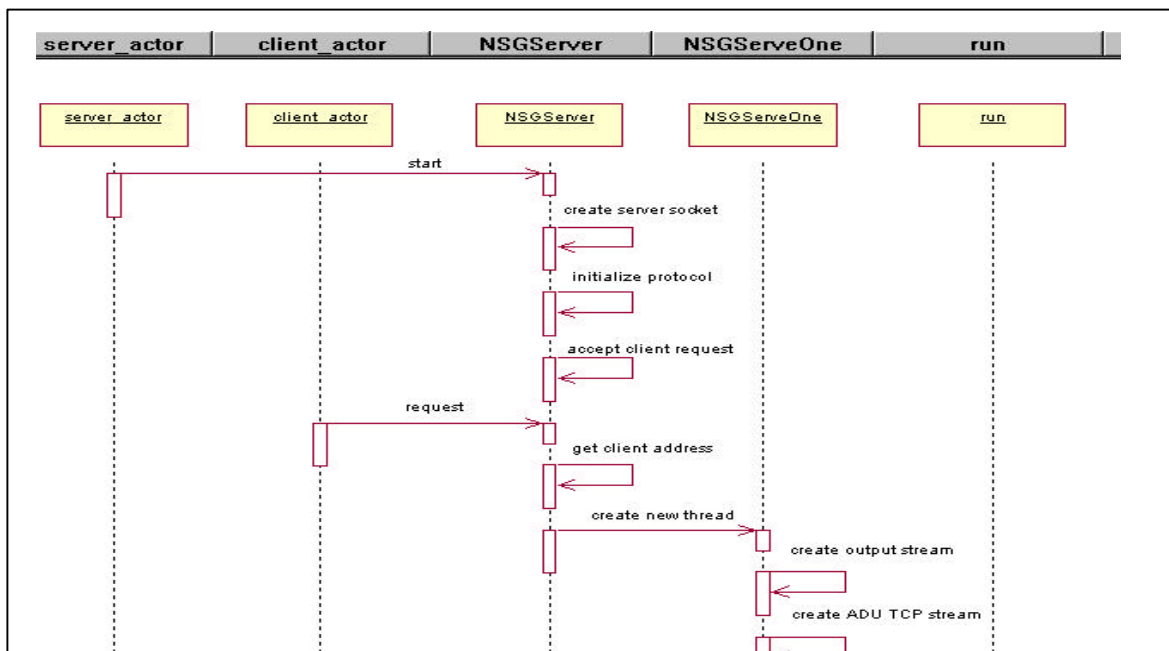 server_actor client_actor NSGServer NSGServeOne run
server_actor client_actor NSGServer NSGServeOne run
start
create server socket
initialize protocol
accept client request
request
get client address
create new thread
create output stream
create ADU TCP stream